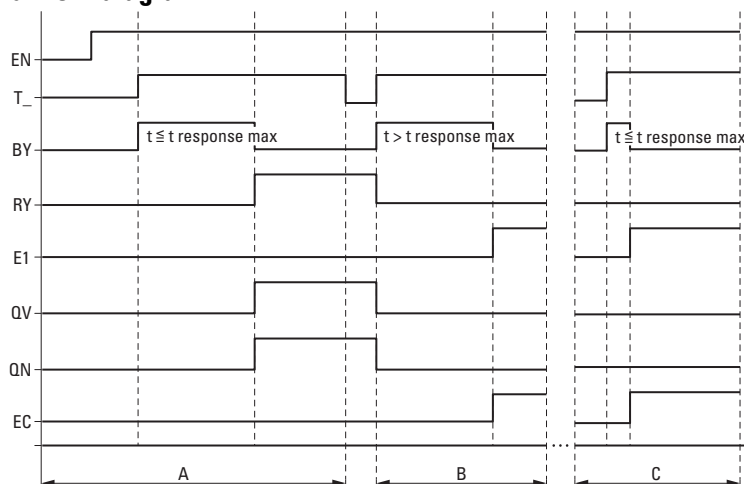 EN
T_
t ≦ t response max
t > t response max
t ≦ t response max
BY
RY
E1
QV
QN
EC
...
A
B
C